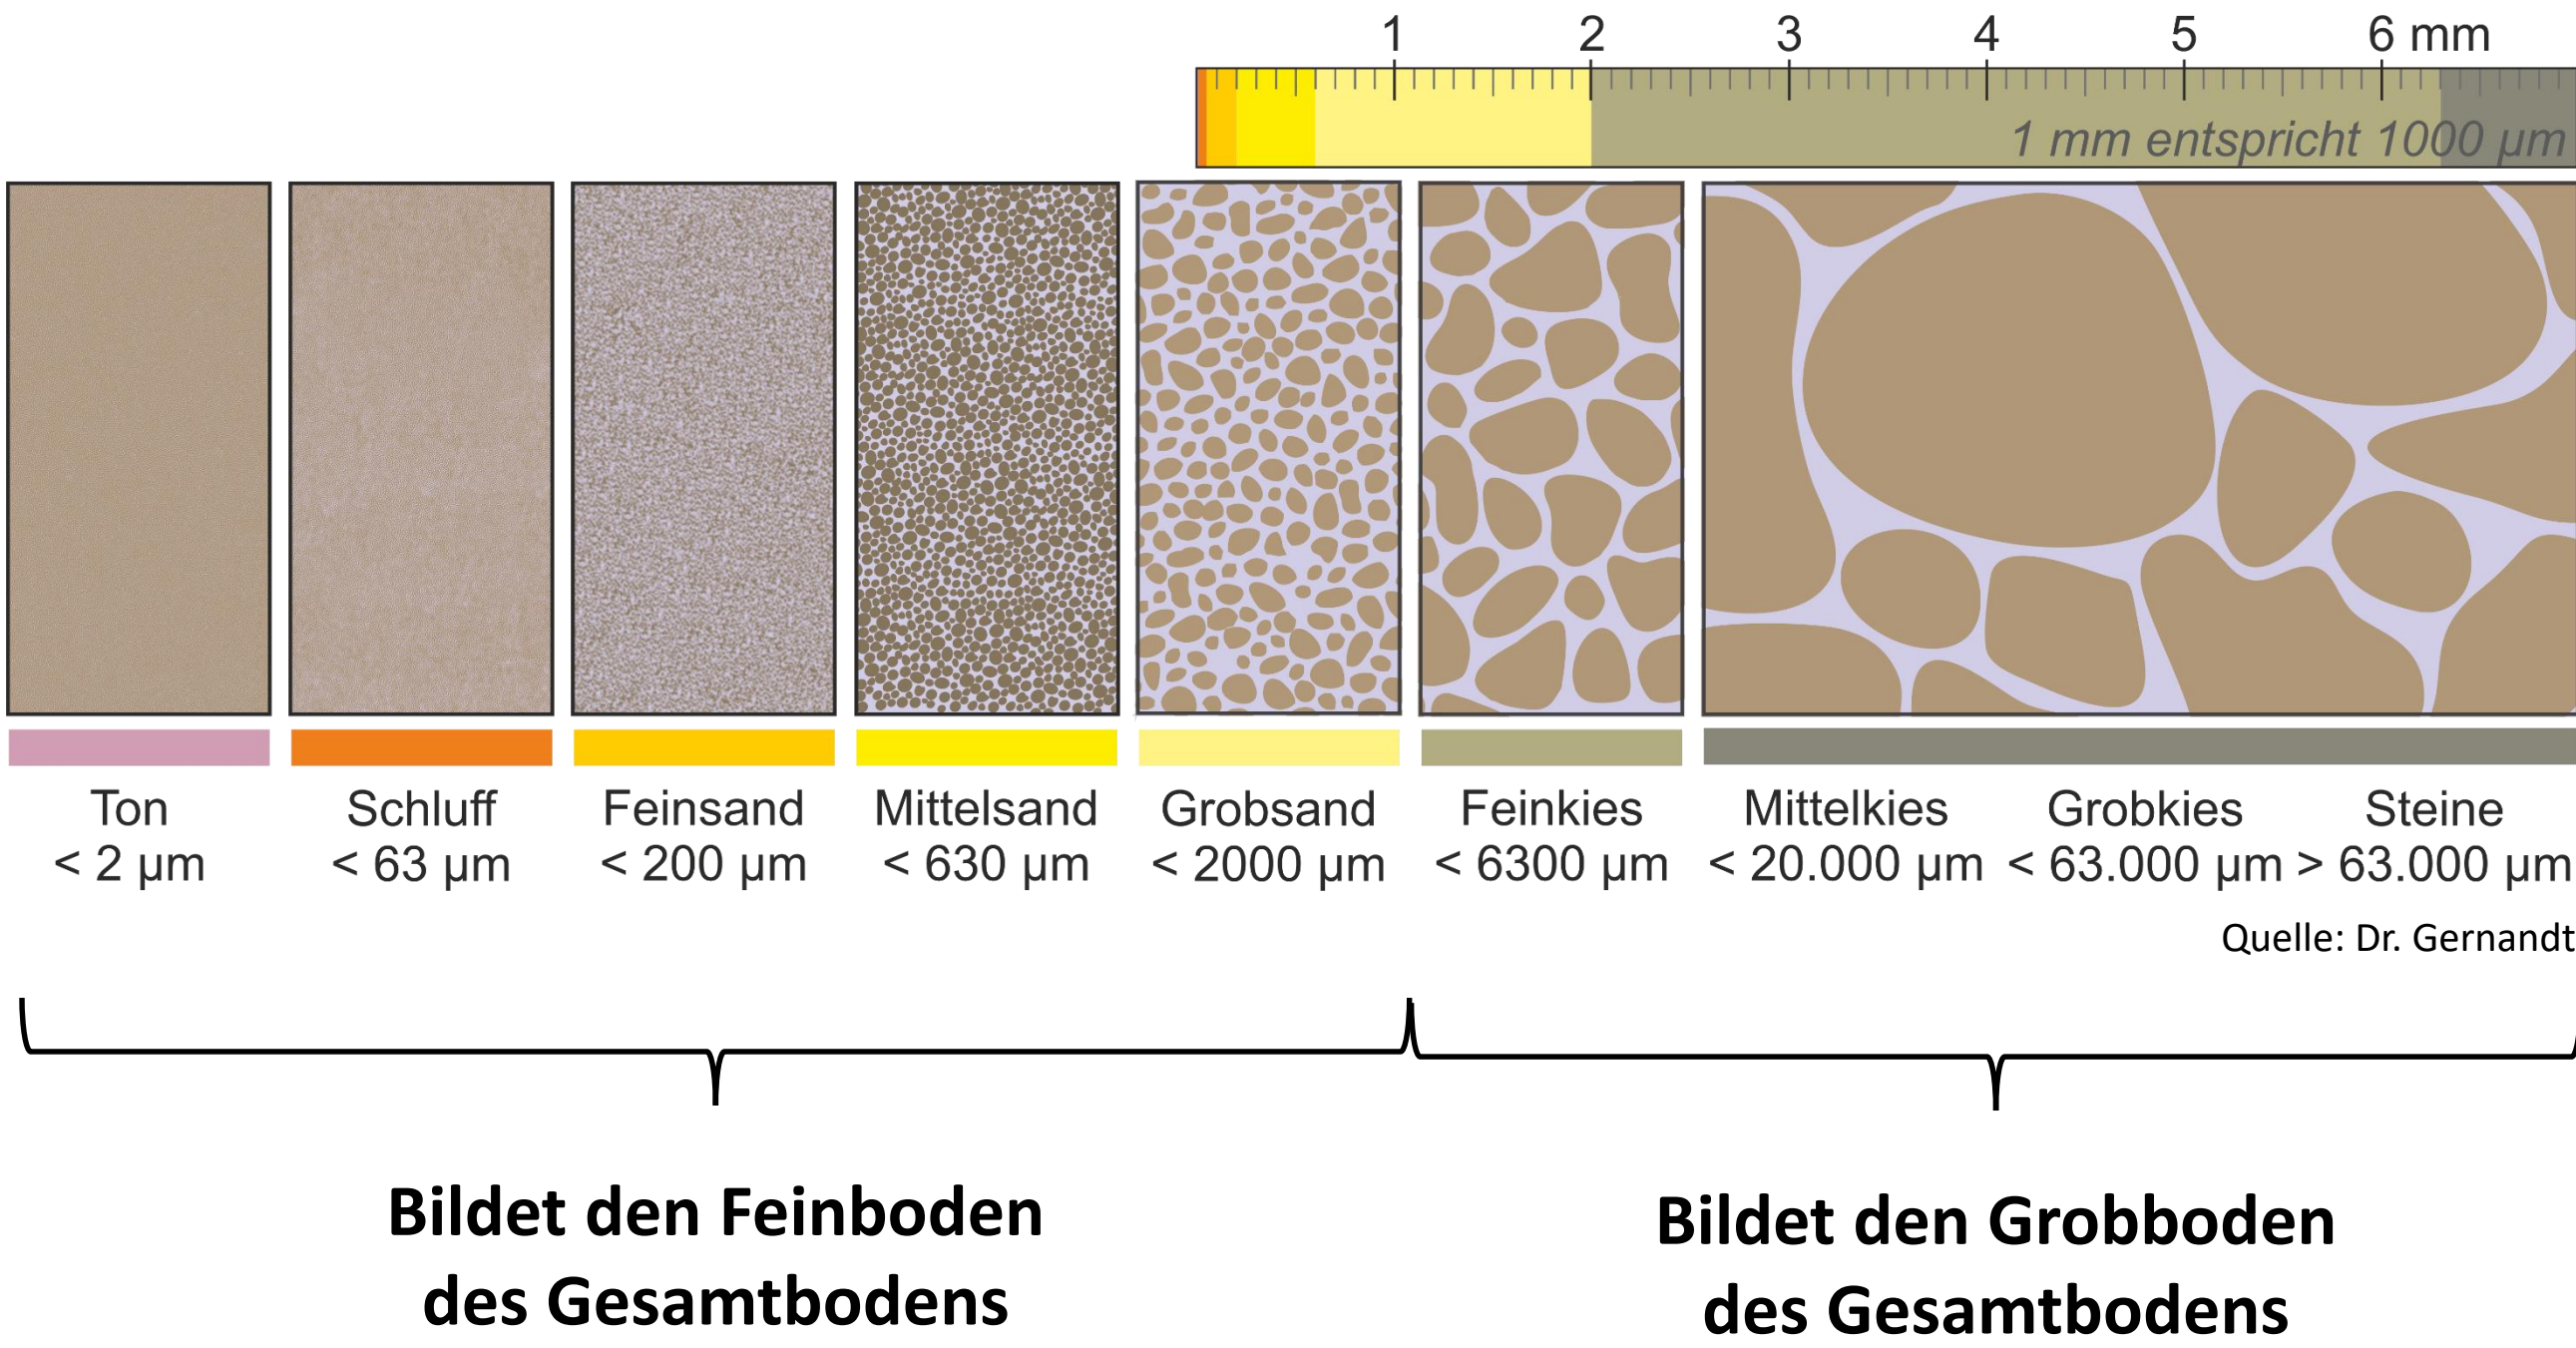 1 2 3 4 5 6 mm
1 mm entspricht 1000 µm
Ton
< 2 µm
Schluff
< 63 µm
Feinsand
< 200 µm
Mittelsand
< 630 µm
Grobsand
< 2000 µm
Feinkies
< 6300 µm
Mittelkies
< 20.000 µm
Grobkies
< 63.000 µm
Steine
> 63.000 µm
Quelle: Dr. Gernandt
Bildet den Feinboden
des Gesamtbodens
Bildet den Grobboden
des Gesamtbodens